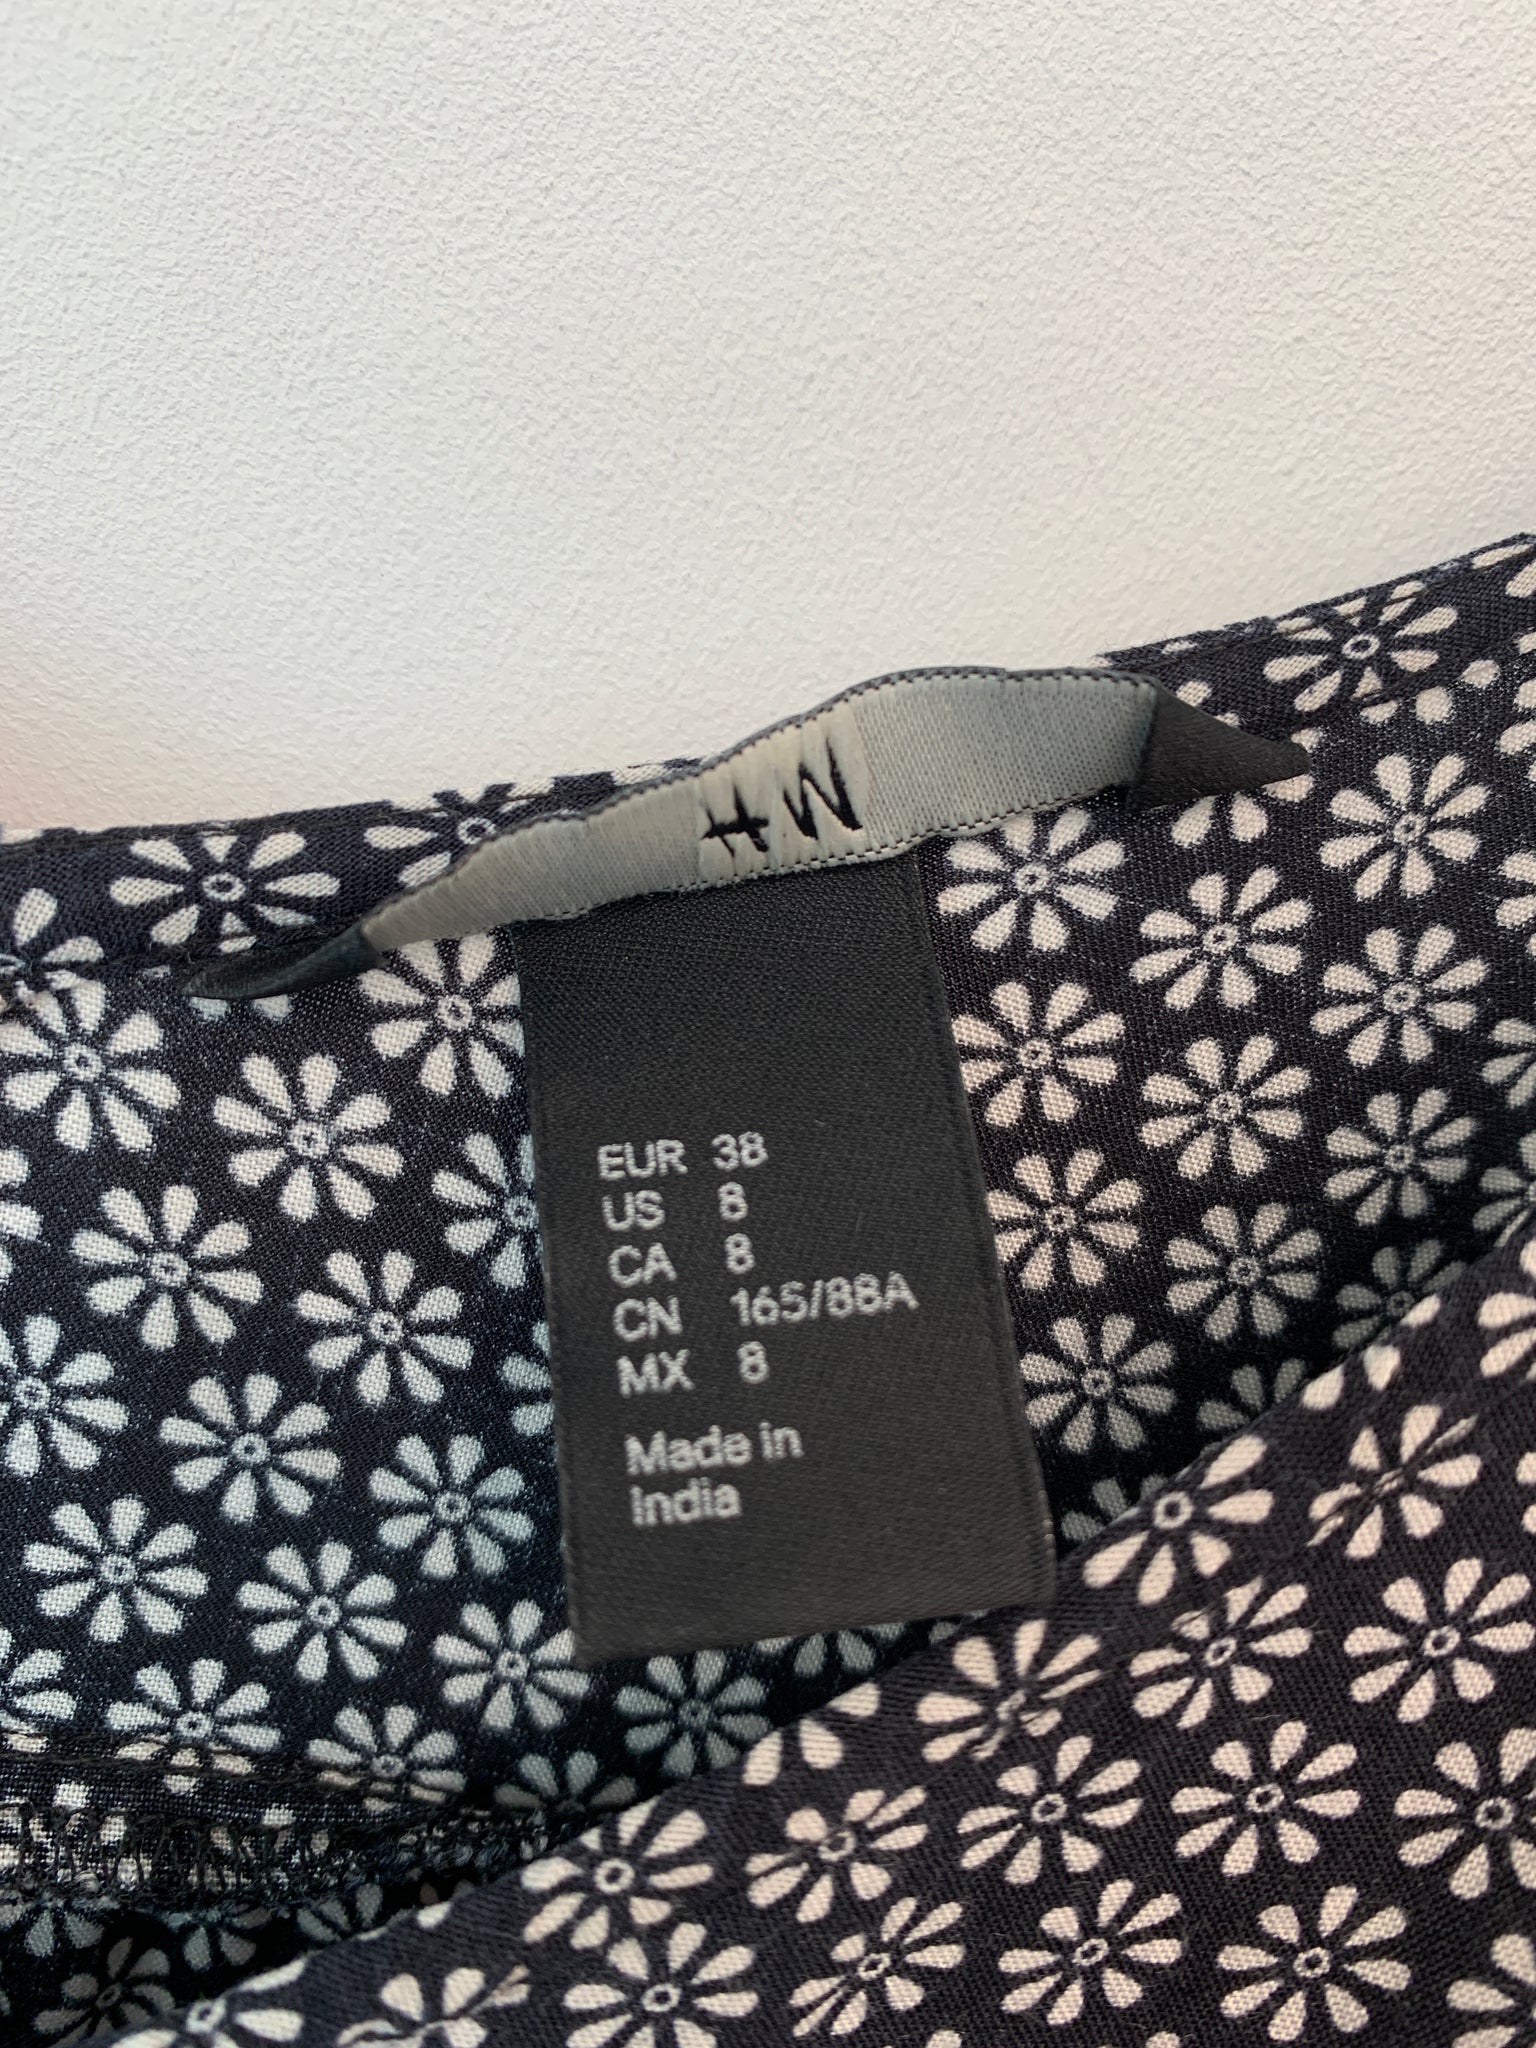 H M
EUR 38
US 8
CA 8
CN 165/88A
MX 8
Made in
India